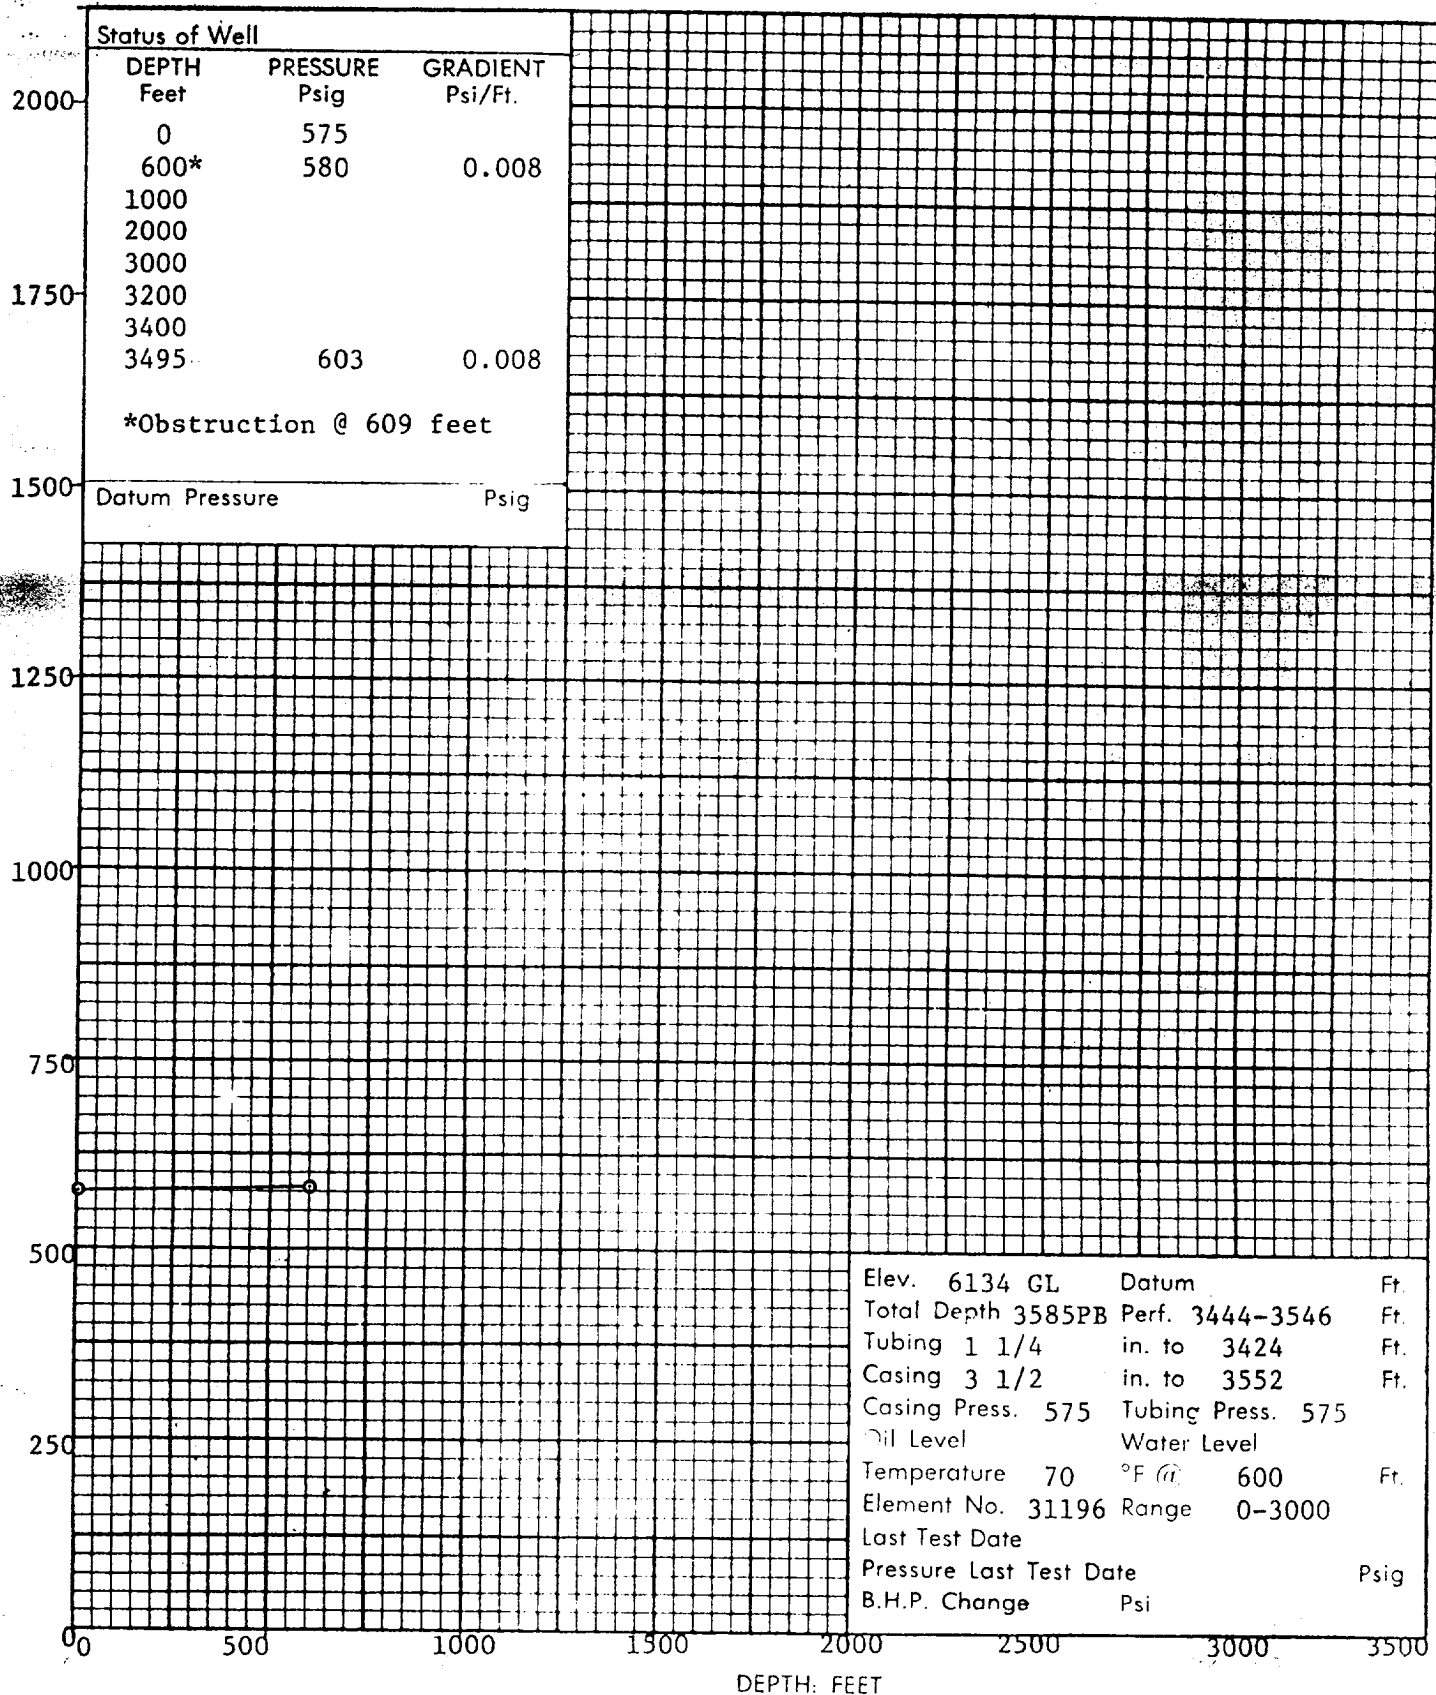 Status of Well
DEPTH PRESSURE GRADIENT
Feet Psig Psi/Ft.
0 575
600* 580 0.008
1000
2000
3000
3200
3400
3495 603 0.008
*Obstruction @ 609 feet
Datum Pressure Psig
2000
1750
1500
1250
1000
750
500
250
0
Elev. 6134 GL Datum Ft.
Total Depth 3585PB Perf. 3444-3546 Ft.
Tubing 1 1/4 in. to 3424 Ft.
Casing 3 1/2 in. to 3552 Ft.
Casing Press. 575 Tubing Press. 575
Oil Level Water Level
Temperature 70 °F @ 600 Ft.
Element No. 31196 Range 0-3000
Last Test Date
Pressure Last Test Date Psig
B.H.P. Change Psi
0 500 1000 1500 2000 2500 3000 3500
DEPTH: FEET